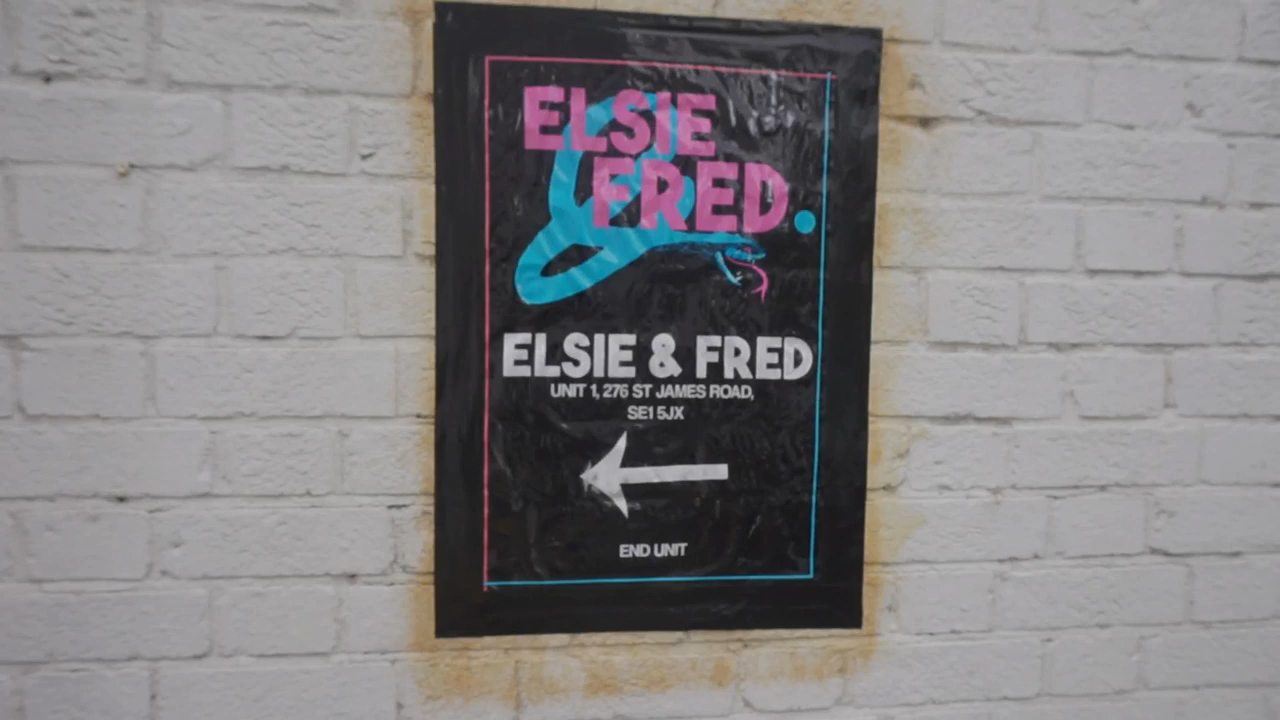 ELSIE
& FRED.
ELSIE & FRED
UNIT 1, 276 ST JAMES ROAD,
SE1 5JX
END UNIT